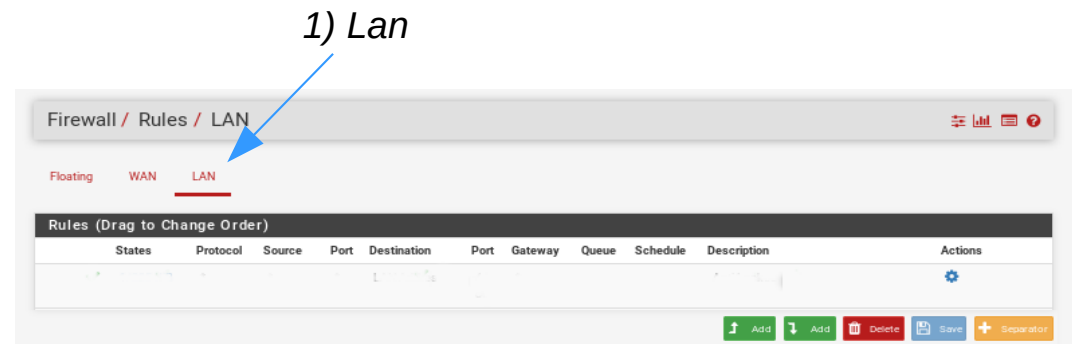 1) Lan
Firewall / Rules / LAN
Floating WAN LAN
Rules (Drag to Change Order)
States Protocol Source Port Destination Port Gateway Queue Schedule Description Actions
Add Add Delete Save Separator